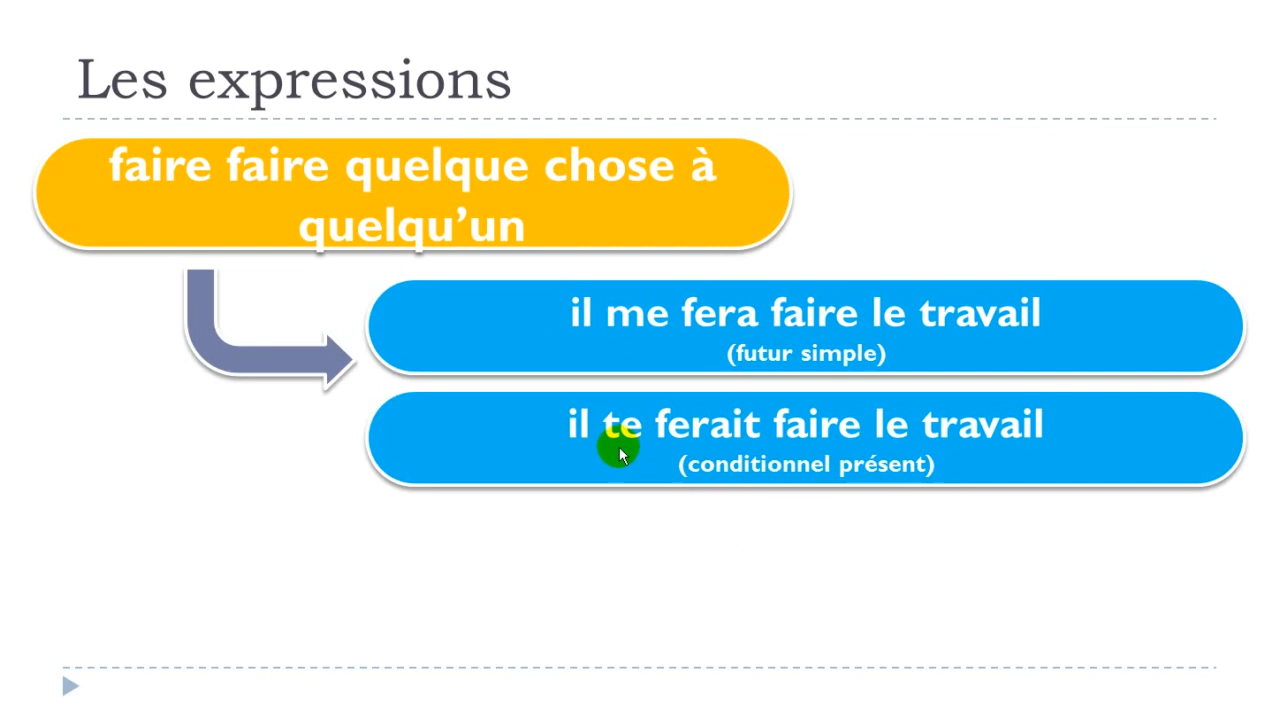 Les expressions
faire faire quelque chose à
quelqu’un
il me fera faire le travail
(futur simple)
il te ferait faire le travail
(conditionnel présent)